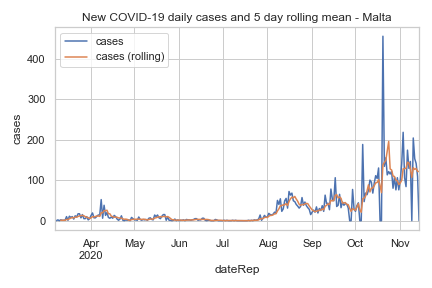 New COVID-19 daily cases and 5 day rolling mean - Malta
cases
cases (rolling)
400
300
200
100
0
cases
Apr May Jun Jul Aug Sep Oct Nov
2020
dateRep